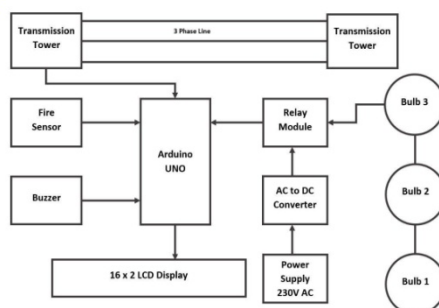 Transmission
Tower
3 Phase Line
Transmission
Tower
Fire
Sensor
Arduino
UNO
Relay
Module
Bulb 3
Buzzer
AC to DC
Converter
Bulb 2
16 x 2 LCD Display
Power
Supply
230V AC
Bulb 1